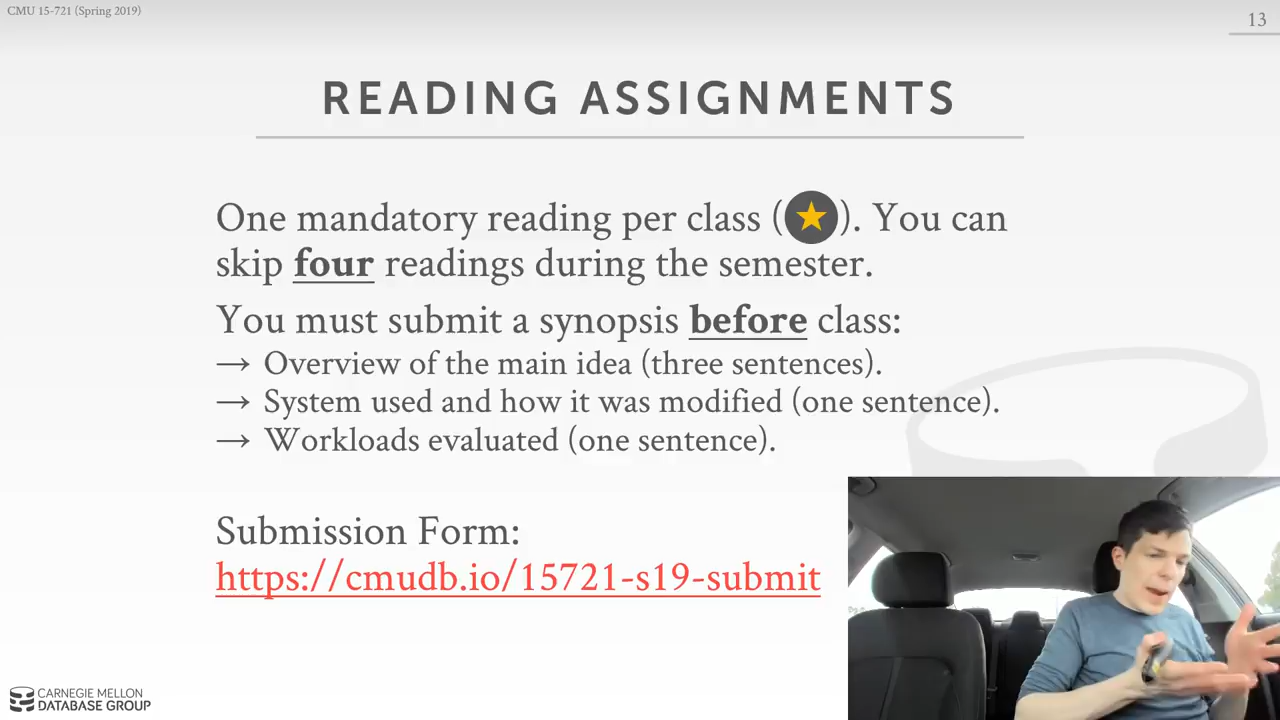 CMU 15-721 (Spring 2019)
13
READING ASSIGNMENTS
One mandatory reading per class (★). You can
skip four readings during the semester.
You must submit a synopsis before class:
→ Overview of the main idea (three sentences).
→ System used and how it was modified (one sentence).
→ Workloads evaluated (one sentence).
Submission Form:
https://cmudb.io/15721-s19-submit
CARNEGIE MELLON
DATABASE GROUP